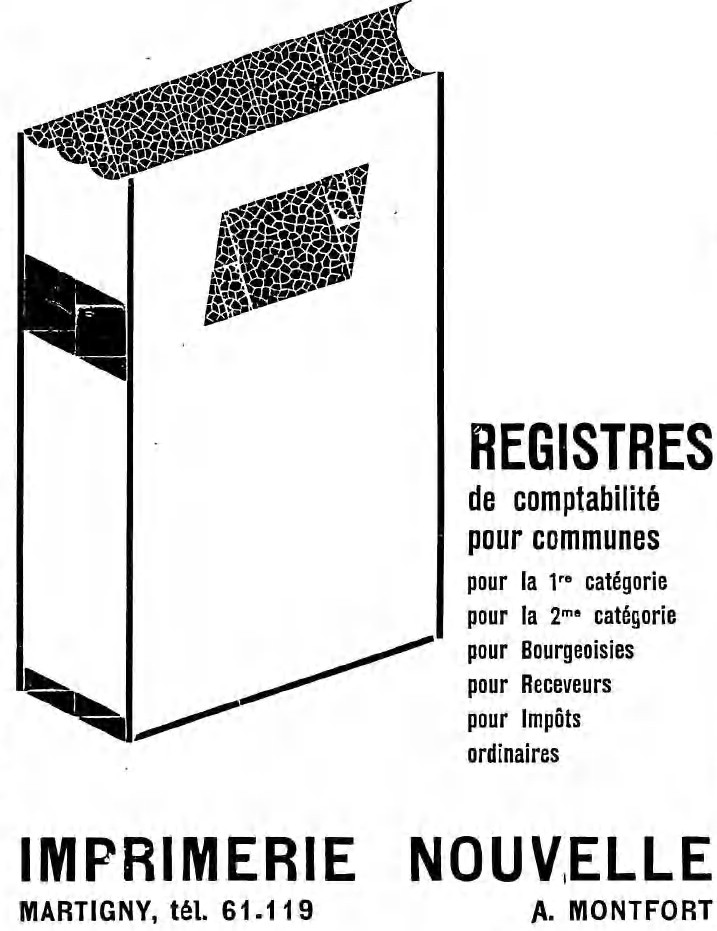 REGISTRES
de comptabilité
pour communes
pour la 1re catégorie
pour la 2me catégorie
pour Bourgeoisies
pour Receveurs
pour Impôts
ordinaires
IMPRIMERIE NOUVELLE
MARTIGNY, tél. 61-119 A. MONTFORT